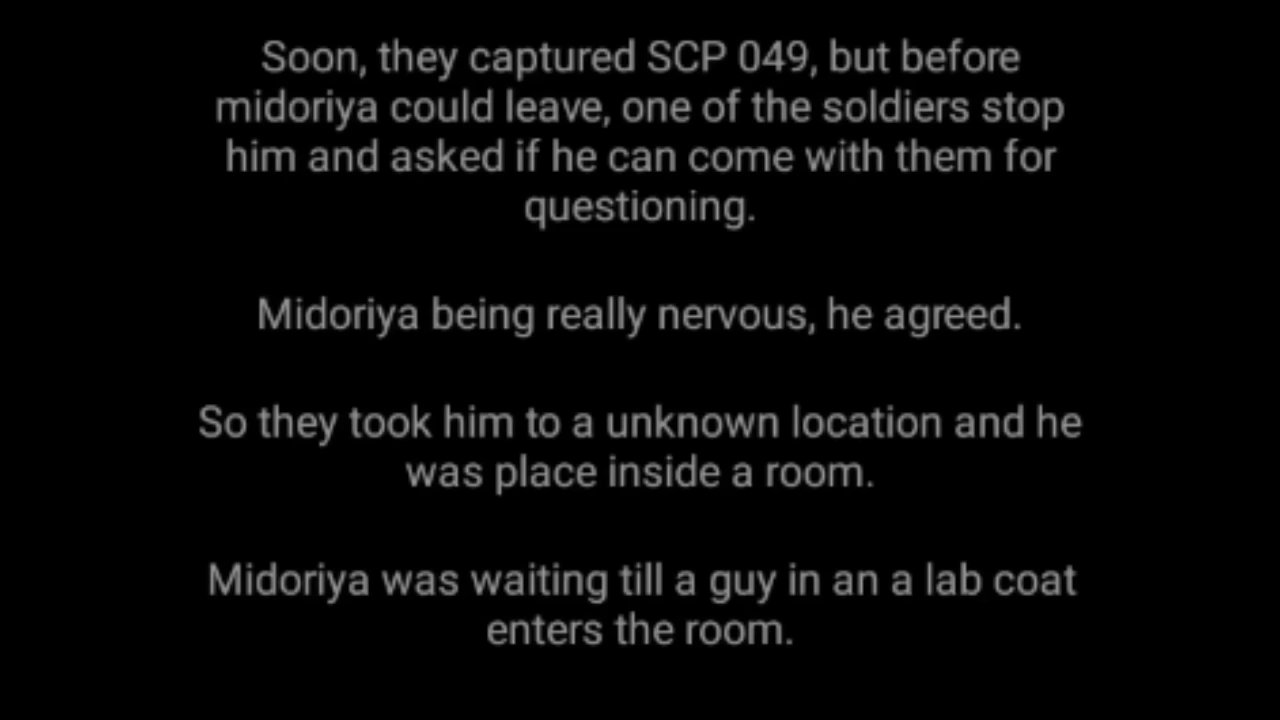 Soon, they captured SCP 049, but before
midoriya could leave, one of the soldiers stop
him and asked if he can come with them for
questioning.
Midoriya being really nervous, he agreed.
So they took him to a unknown location and he
was place inside a room.
Midoriya was waiting till a guy in an a lab coat
enters the room.